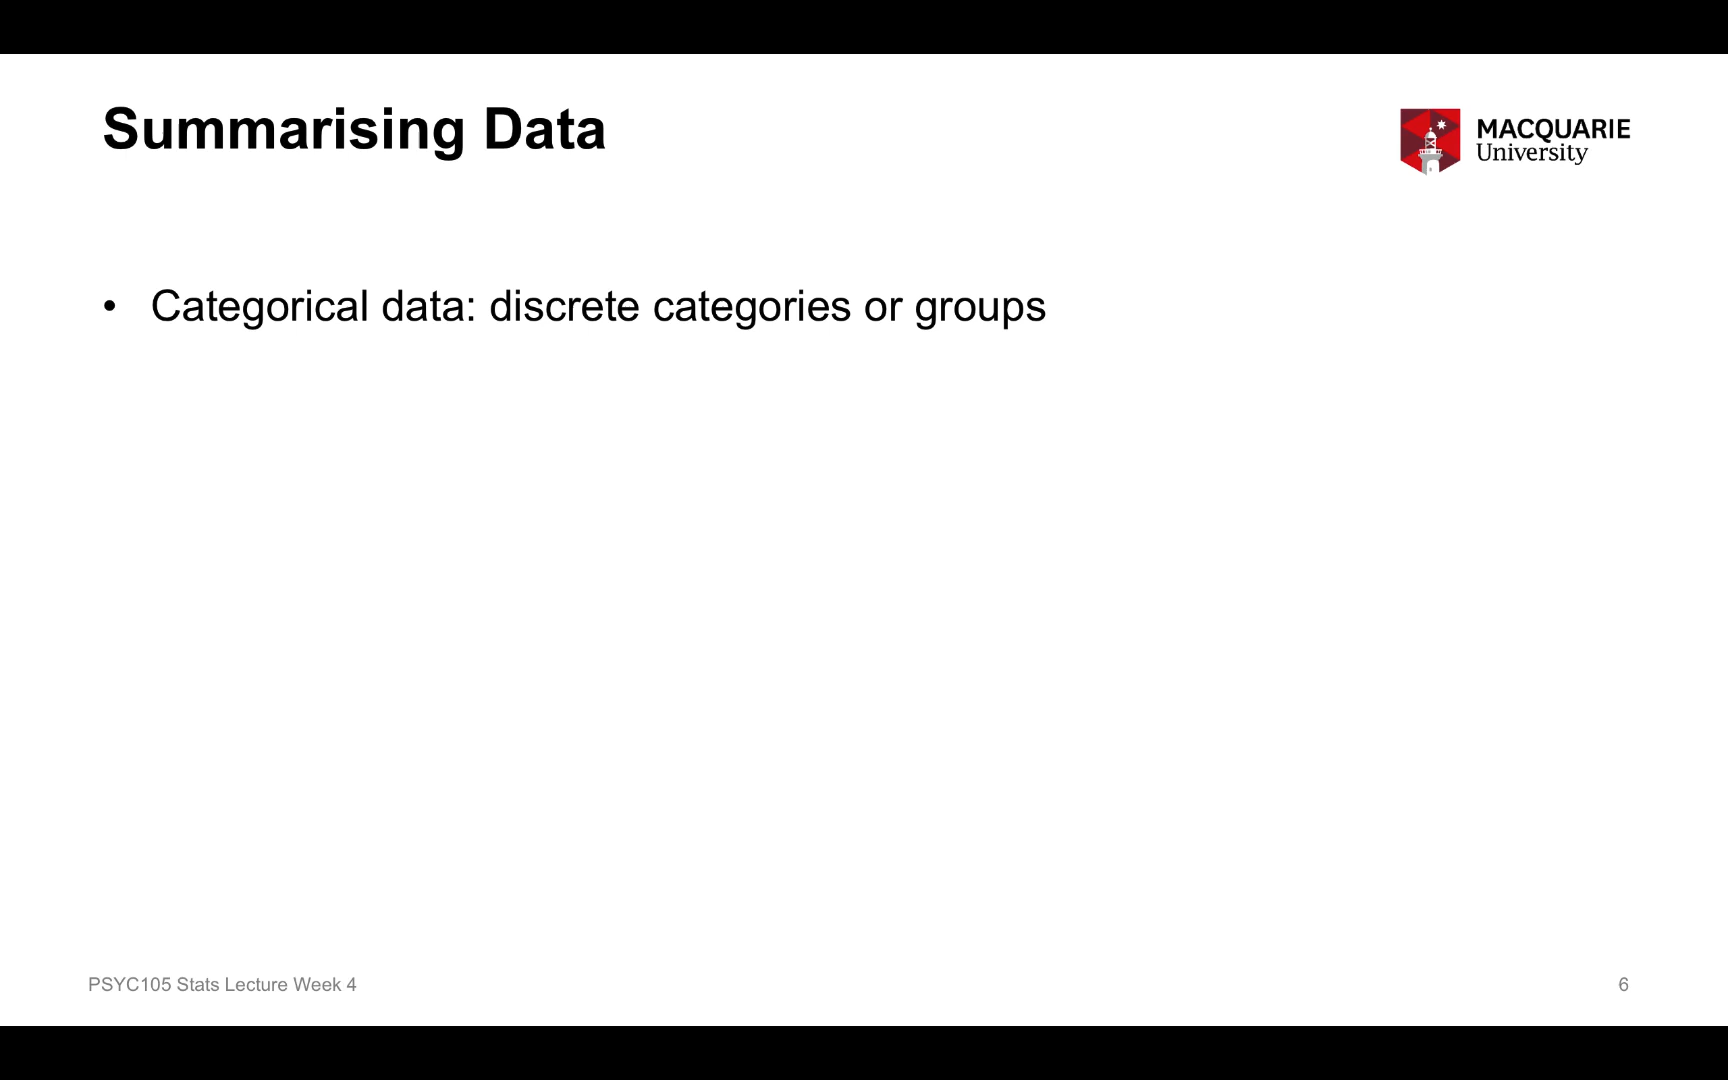 Summarising Data
MACQUARIE
University
• Categorical data: discrete categories or groups
PSYC105 Stats Lecture Week 4
6